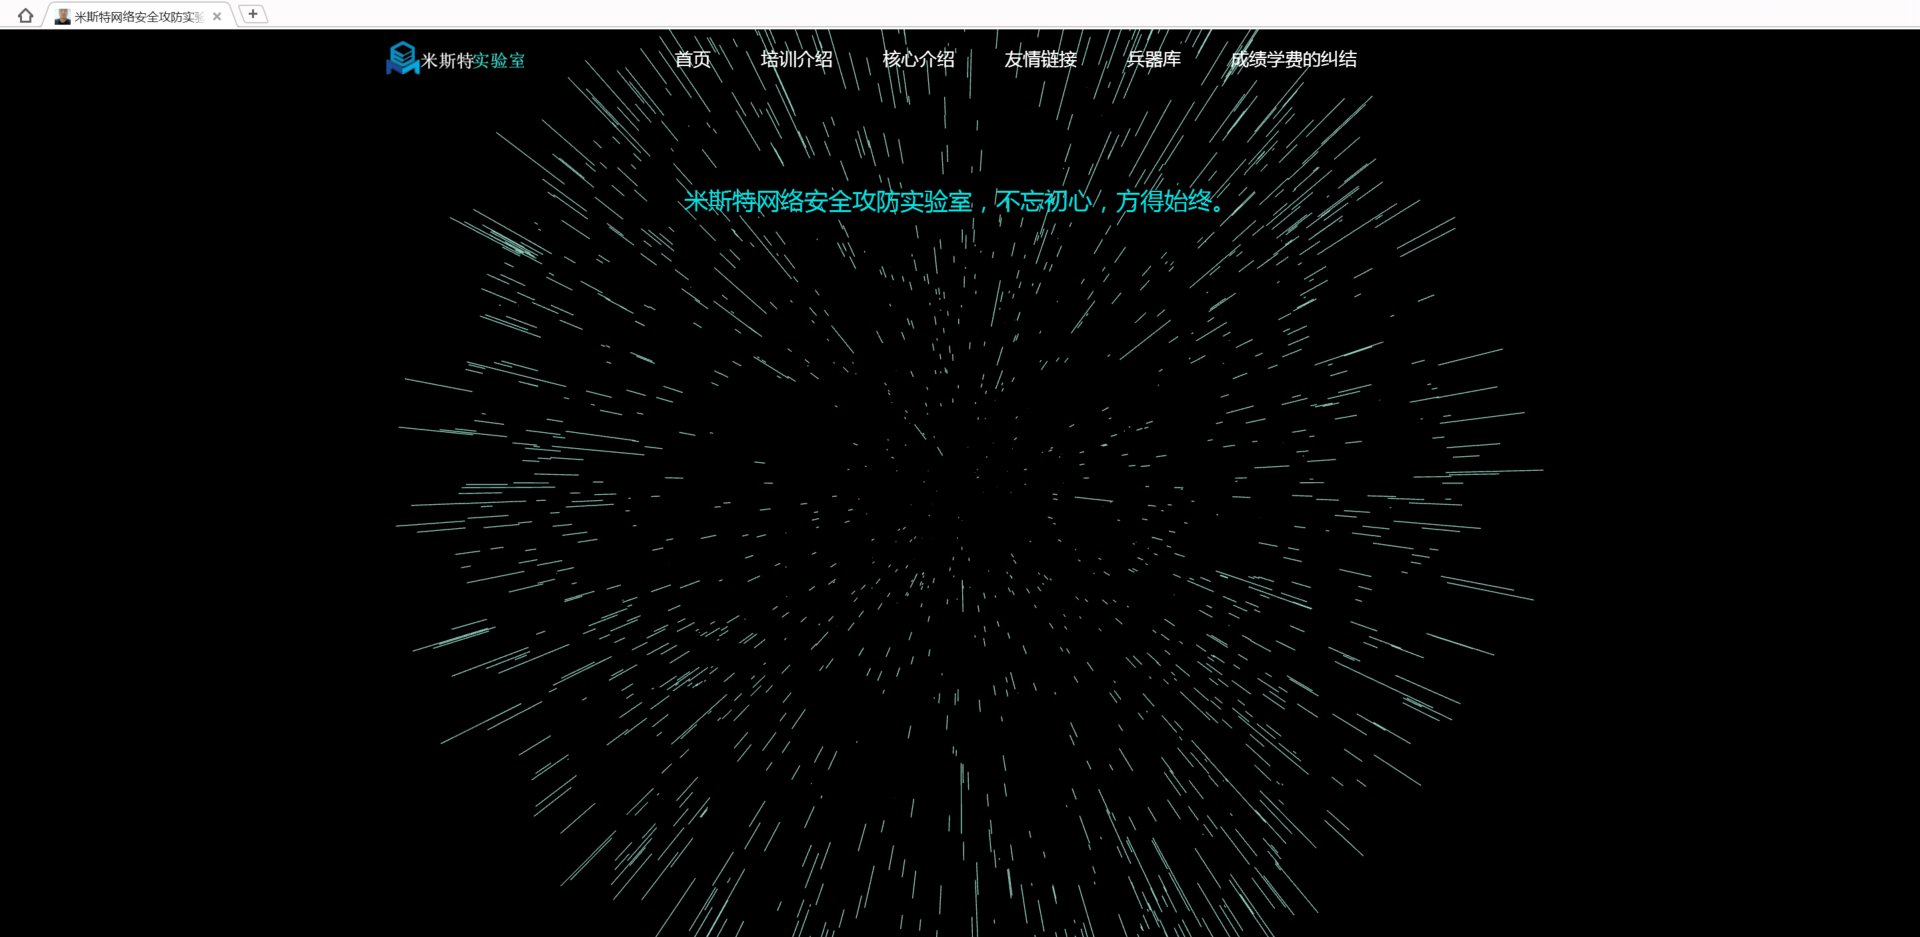 米斯特网络安全攻防实验
米斯特实验室
首页 培训介绍 核心介绍 友情链接 兵器库 成绩学费的纠结
米斯特网络安全攻防实验室，不忘初心，方得始终。